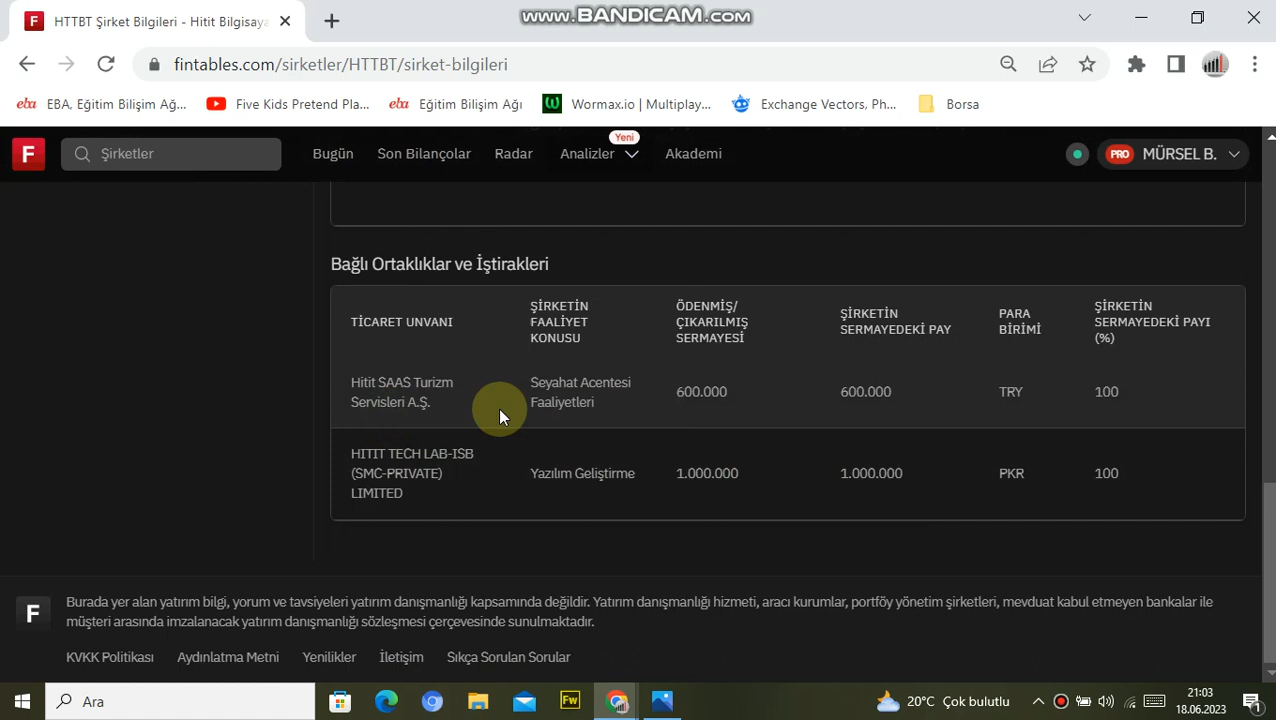 www.BANDICAM.com
F HTTBT Şirket Bilgileri - Hitit Bilgisaya
fintables.com/sirketler/HTTBT/sirket-bilgileri
eba EBA, Eğitim Bilişim Ağ... Five Kids Pretend Pla... eba Eğitim Bilişim Ağı W Wormax.io | Multiplay... Exchange Vectors, Ph... Borsa
Yeni
F Şirketler Bugün Son Bilançolar Radar Analizler Akademi PRO MÜRSEL B.
Bağlı Ortaklıklar ve İştirakleri
TİCARET UNVANI
ŞİRKETİN
FAALİYET
KONUSU
ÖDENMİŞ/
ÇIKARILMIŞ
SERMAYESİ
ŞİRKETİN
SERMAYEDEKİ PAY
PARA
BİRİMİ
ŞİRKETİN
SERMAYEDEKİ PAYI
(%)
Hitit SAAS Turizm
Servisleri A.Ş.
Seyahat Acentesi
Faaliyetleri
600.000
600.000
TRY
100
HITIT TECH LAB-ISB
(SMC-PRIVATE)
LIMITED
Yazılım Geliştirme
1.000.000
1.000.000
PKR
100
F
Burada yer alan yatırım bilgi, yorum ve tavsiyeleri yatırım danışmanlığı kapsamında değildir. Yatırım danışmanlığı hizmeti, aracı kurumlar, portföy yönetim şirketleri, mevduat kabul etmeyen bankalar ile
müşteri arasında imzalanacak yatırım danışmanlığı sözleşmesi çerçevesinde sunulmaktadır.
KVKK Politikası Aydınlatma Metni Yenilikler İletişim Sıkça Sorulan Sorular
Ara
Fw
20°C Çok bulutlu
21:03
18.06.2023
1